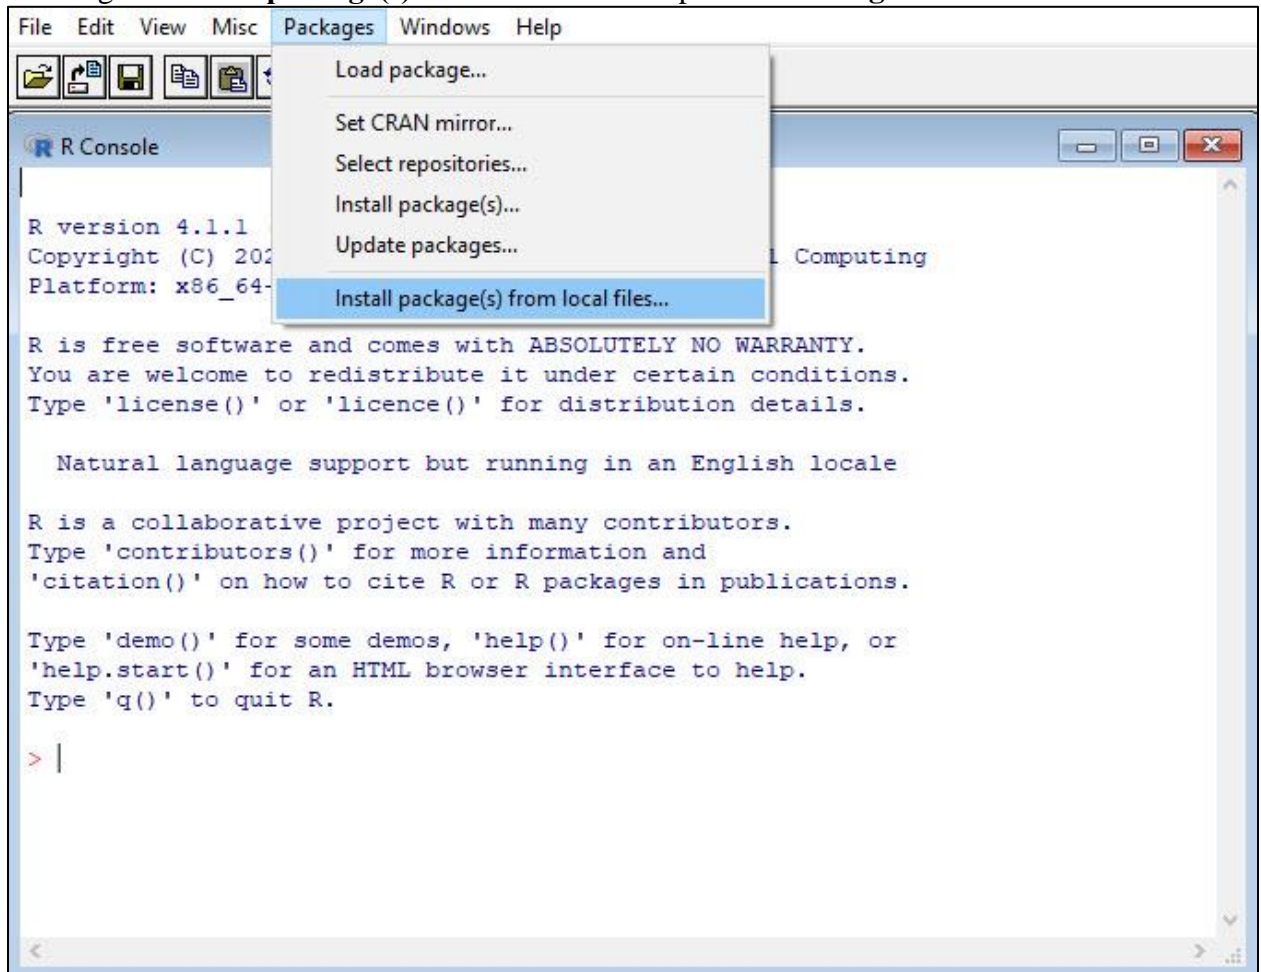 File Edit View Misc Packages Windows Help
Load package...
Set CRAN mirror...
Select repositories...
Install package(s)...
Update packages...
Install package(s) from local files...
R Console
R version 4.1.1
Copyright (C) 202 Computing
Platform: x86_64-
R is free software and comes with ABSOLUTELY NO WARRANTY.
You are welcome to redistribute it under certain conditions.
Type 'license()' or 'licence()' for distribution details.
Natural language support but running in an English locale
R is a collaborative project with many contributors.
Type 'contributors()' for more information and
'citation()' on how to cite R or R packages in publications.
Type 'demo()' for some demos, 'help()' for on-line help, or
'help.start()' for an HTML browser interface to help.
Type 'q()' to quit R.
>